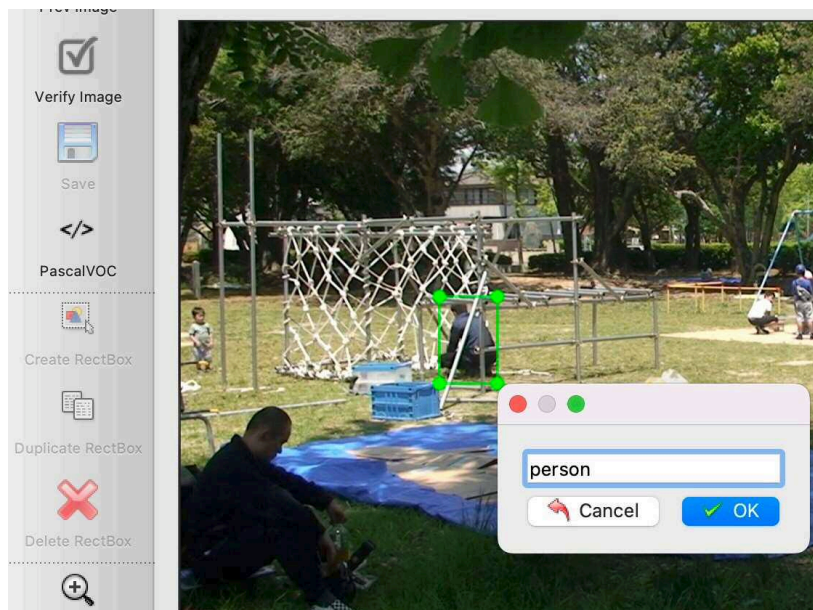 Prev Image
Verify Image
Save
</>
PascalVOC
Create RectBox
Duplicate RectBox
Delete RectBox
person
Cancel
OK